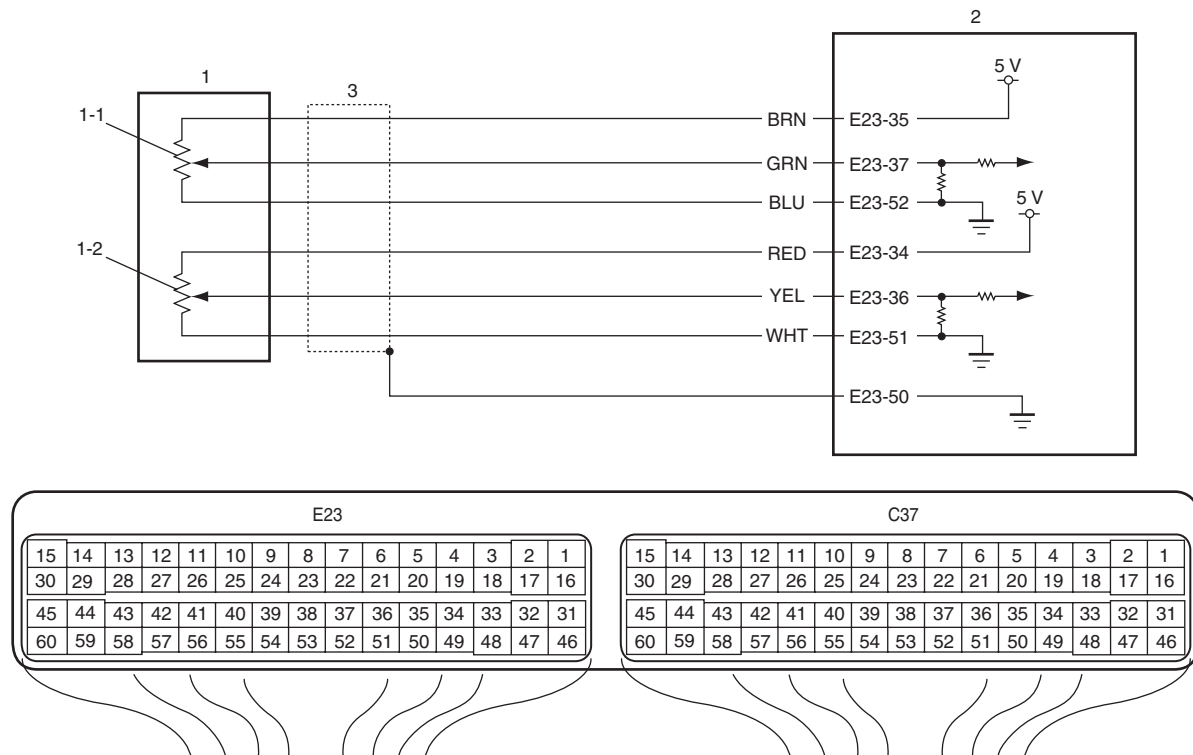 2
1
3
5 V
1-1
BRN E23-35
GRN E23-37
5 V
BLU E23-52
1-2
RED E23-34
YEL E23-36
WHT E23-51
E23-50
E23
15 14 13 12 11 10 9 8 7 6 5 4 3 2 1
30 29 28 27 26 25 24 23 22 21 20 19 18 17 16
45 44 43 42 41 40 39 38 37 36 35 34 33 32 31
60 59 58 57 56 55 54 53 52 51 50 49 48 47 46
C37
15 14 13 12 11 10 9 8 7 6 5 4 3 2 1
30 29 28 27 26 25 24 23 22 21 20 19 18 17 16
45 44 43 42 41 40 39 38 37 36 35 34 33 32 31
60 59 58 57 56 55 54 53 52 51 50 49 48 47 46